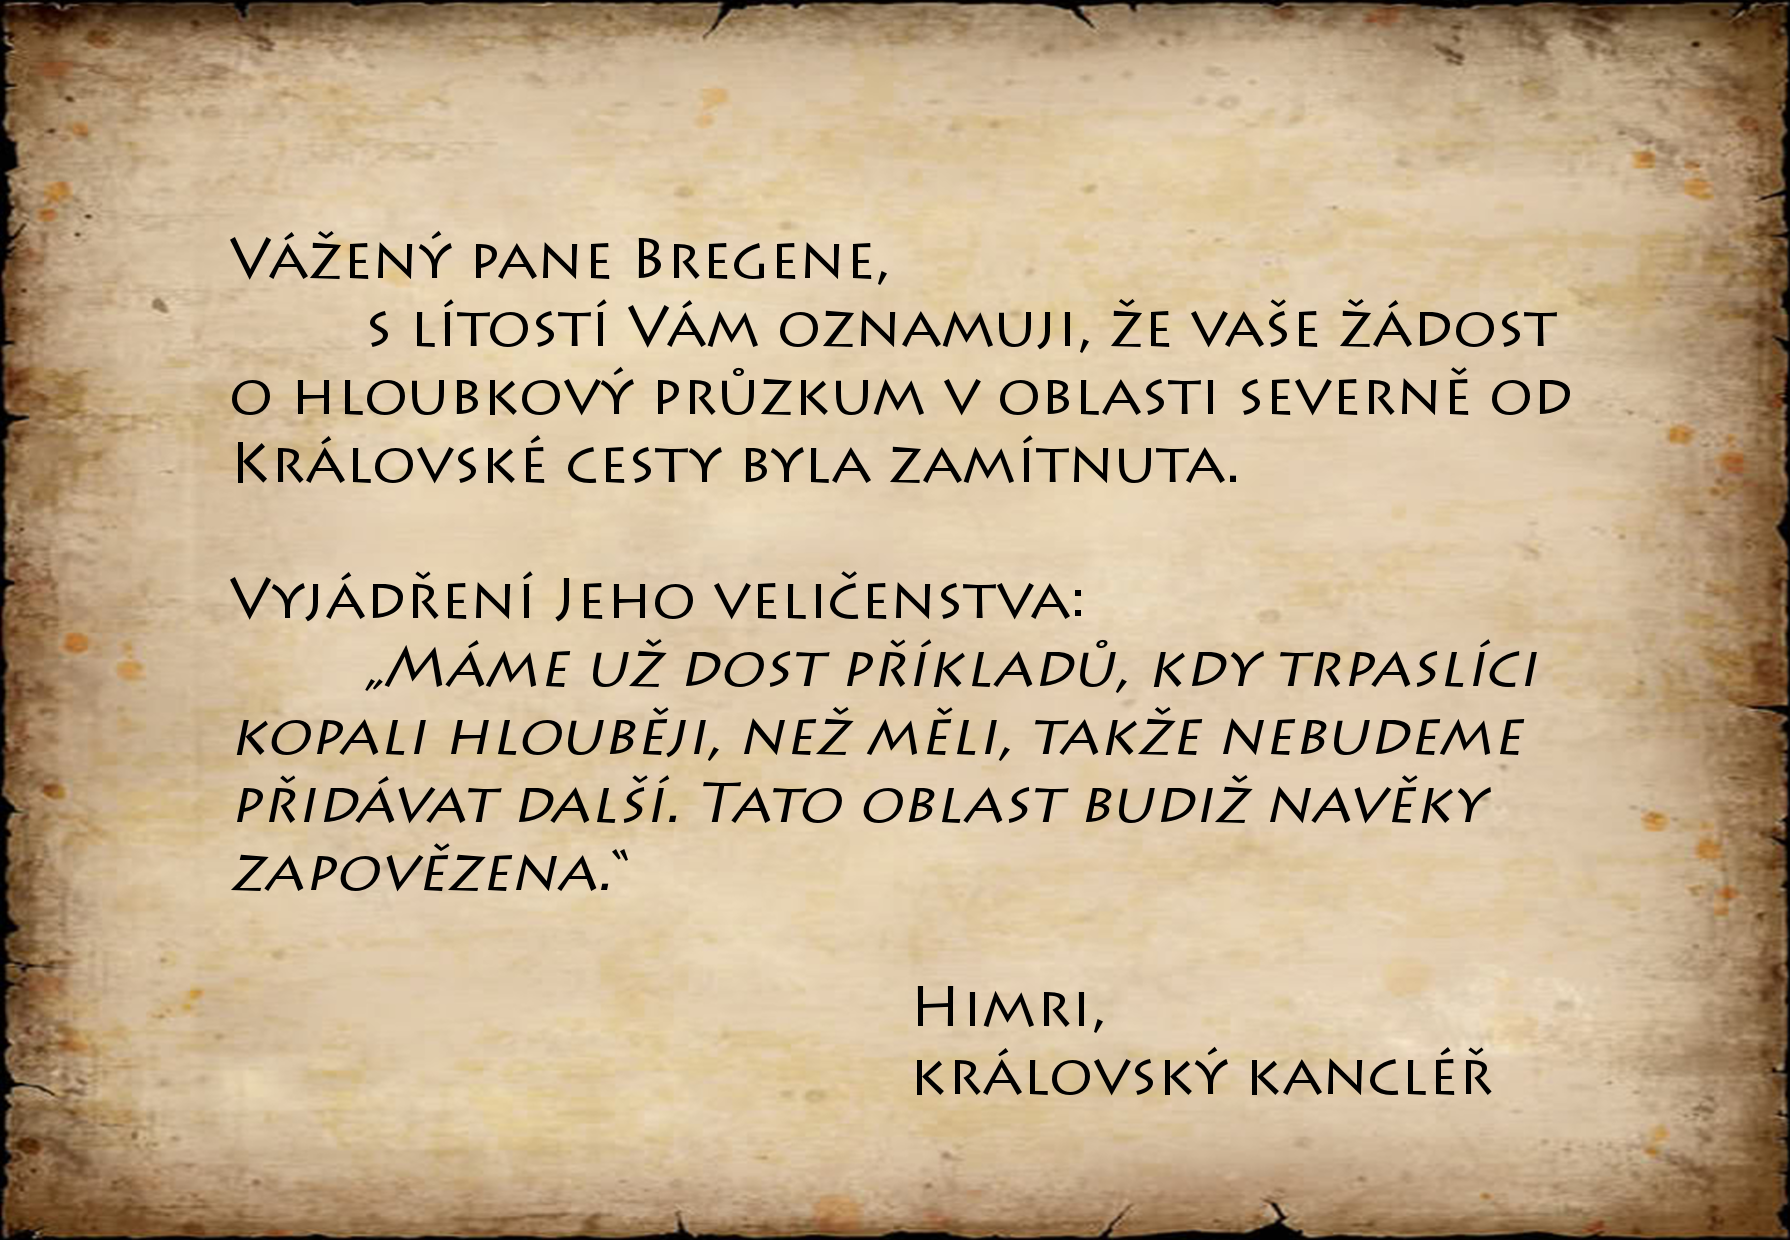 Vážený pane Bregene,
s lítostí Vám oznamuji, že vaše žádost
o hloubkový průzkum v oblasti severně od
Královské cesty byla zamítnuta.
Vyjádření Jeho veličenstva:
„Máme už dost příkladů, kdy trpaslíci
kopali hlouběji, než měli, takže nebudeme
přidávat další. Tato oblast budiž navěky
zapovězena.“
Himri,
královský kancléř